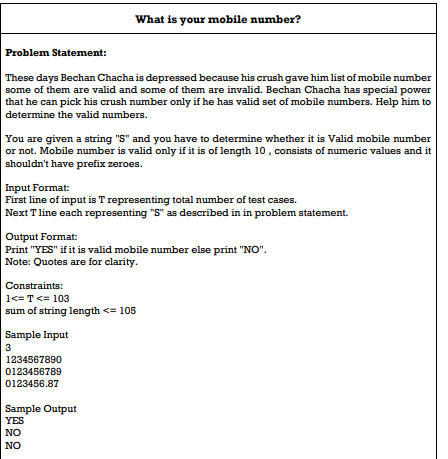 What is your mobile number?
Problem Statement:
These days Bechan Chacha is depressed because his crush gave him list of mobile number
some of them are valid and some of them are invalid. Bechan Chacha has special power
that he can pick his crush number only if he has valid set of mobile numbers. Help him to
determine the valid numbers.
You are given a string "S" and you have to determine whether it is Valid mobile number
or not. Mobile number is valid only if it is of length 10 , consists of numeric values and it
shouldn't have prefix zeroes.
Input Format:
First line of input is T representing total number of test cases.
Next T line each representing "S" as described in in problem statement.
Output Format:
Print "YES" if it is valid mobile number else print "NO".
Note: Quotes are for clarity.
Constraints:
1<= T <= 103
sum of string length <= 105
Sample Input
3
1234567890
0123456789
0123456.87
Sample Output
YES
NO
NO